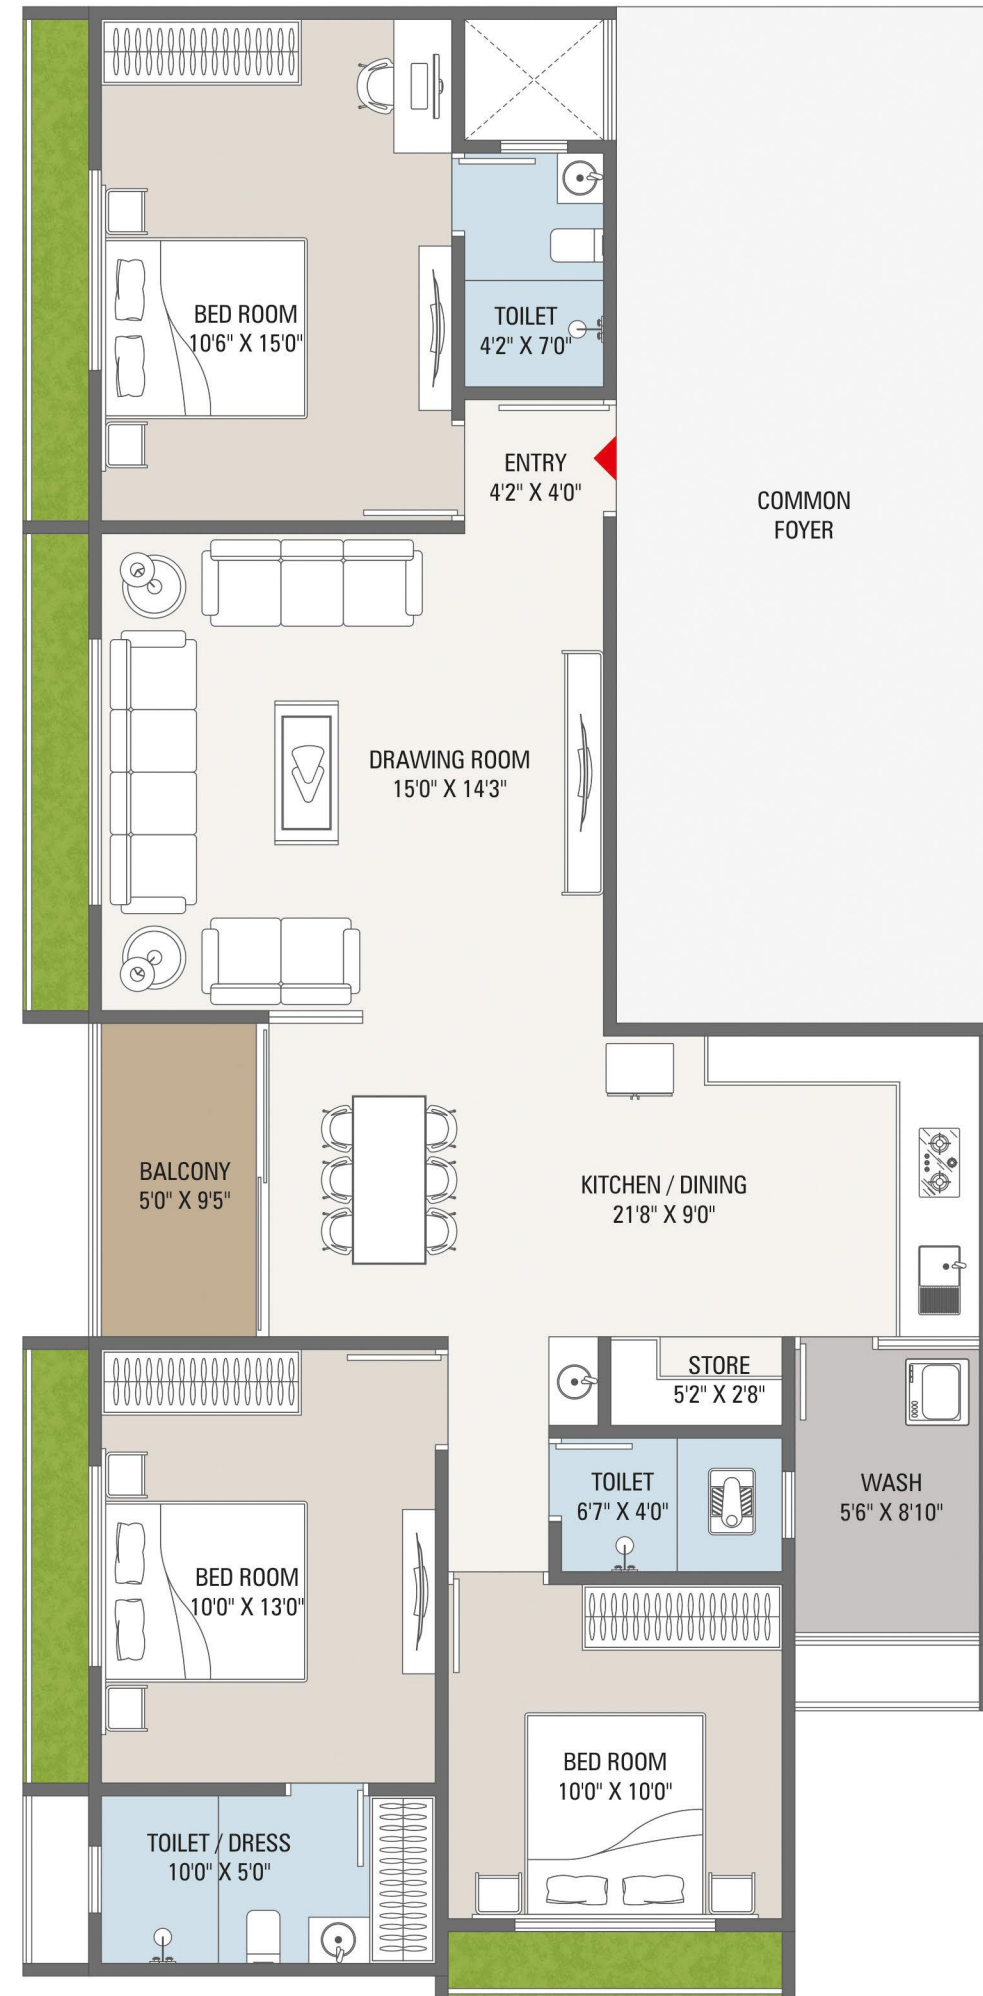 BED ROOM
10'6" X 15'0"
TOILET
4'2" X 7'0"
ENTRY
4'2" X 4'0"
COMMON
FOYER
DRAWING ROOM
15'0" X 14'3"
BALCONY
5'0" X 9'5"
KITCHEN / DINING
21'8" X 9'0"
STORE
5'2" X 2'8"
TOILET
6'7" X 4'0"
WASH
5'6" X 8'10"
BED ROOM
10'0" X 13'0"
BED ROOM
10'0" X 10'0"
TOILET / DRESS
10'0" X 5'0"